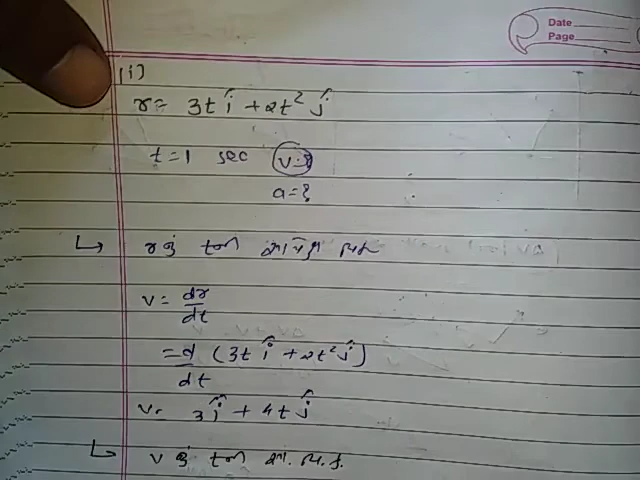 Date
Page
(i)
r = 3t î + 2t² ĵ
t = 1 sec v = ?
a = ?
↳ r નું t ના
v = dr/dt
= d/dt (3t î + 2t² ĵ)
v = 3 î + 4t ĵ
↳ v નું t ના